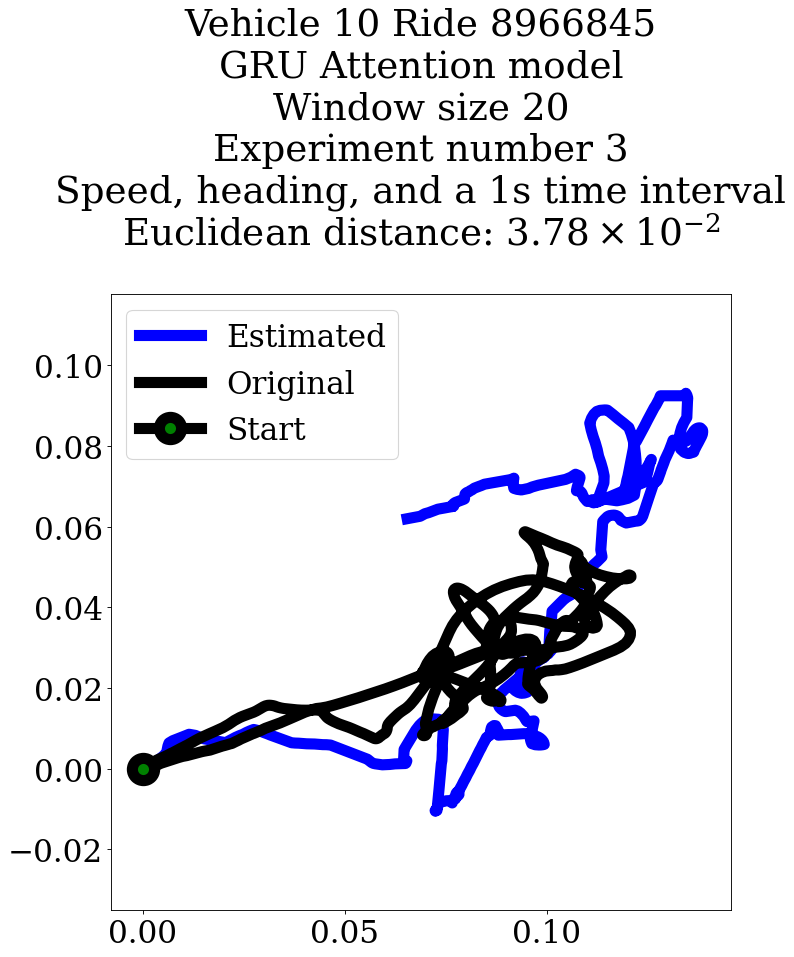 Vehicle 10 Ride 8966845
GRU Attention model
Window size 20
Experiment number 3
Speed, heading, and a 1s time interval
Euclidean distance: 3.78 × 10⁻²
Estimated
Original
Start
0.10
0.08
0.06
0.04
0.02
0.00
−0.02
0.00 0.05 0.10